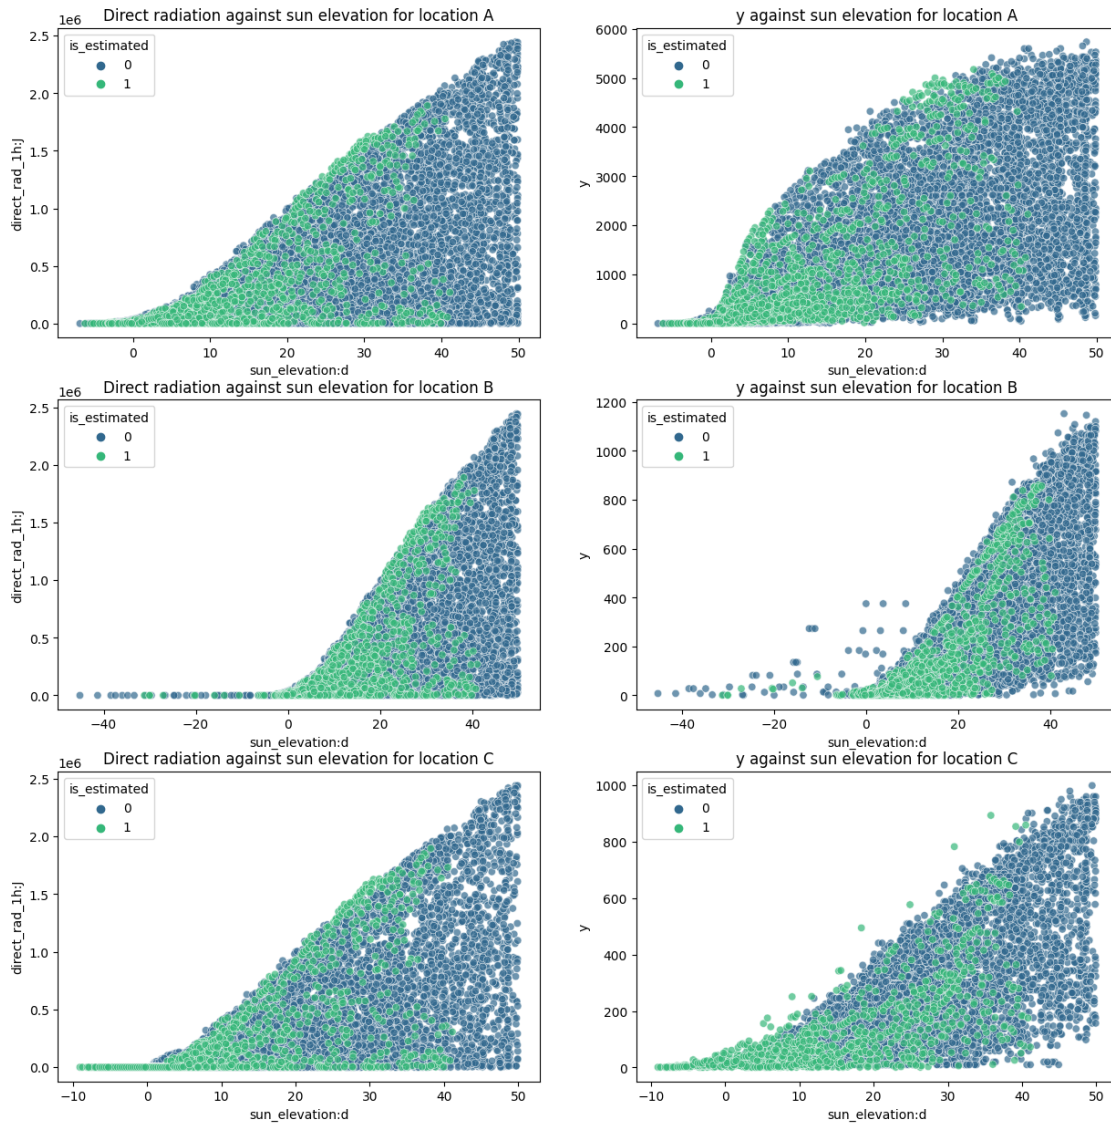 Direct radiation against sun elevation for location A
1e6
is_estimated
0
1
2.5
2.0
1.5
1.0
0.5
0.0
direct_rad_1h:J
0 10 20 30 40 50
sun_elevation:d
y against sun elevation for location A
is_estimated
0
1
6000
5000
4000
3000
2000
1000
0
y
0 10 20 30 40 50
sun_elevation:d
Direct radiation against sun elevation for location B
1e6
is_estimated
0
1
2.5
2.0
1.5
1.0
0.5
0.0
direct_rad_1h:J
−40 −20 0 20 40
sun_elevation:d
y against sun elevation for location B
is_estimated
0
1
1200
1000
800
600
400
200
0
y
−40 −20 0 20 40
sun_elevation:d
Direct radiation against sun elevation for location C
1e6
is_estimated
0
1
2.5
2.0
1.5
1.0
0.5
0.0
direct_rad_1h:J
−10 0 10 20 30 40 50
sun_elevation:d
y against sun elevation for location C
is_estimated
0
1
1000
800
600
400
200
0
y
−10 0 10 20 30 40 50
sun_elevation:d